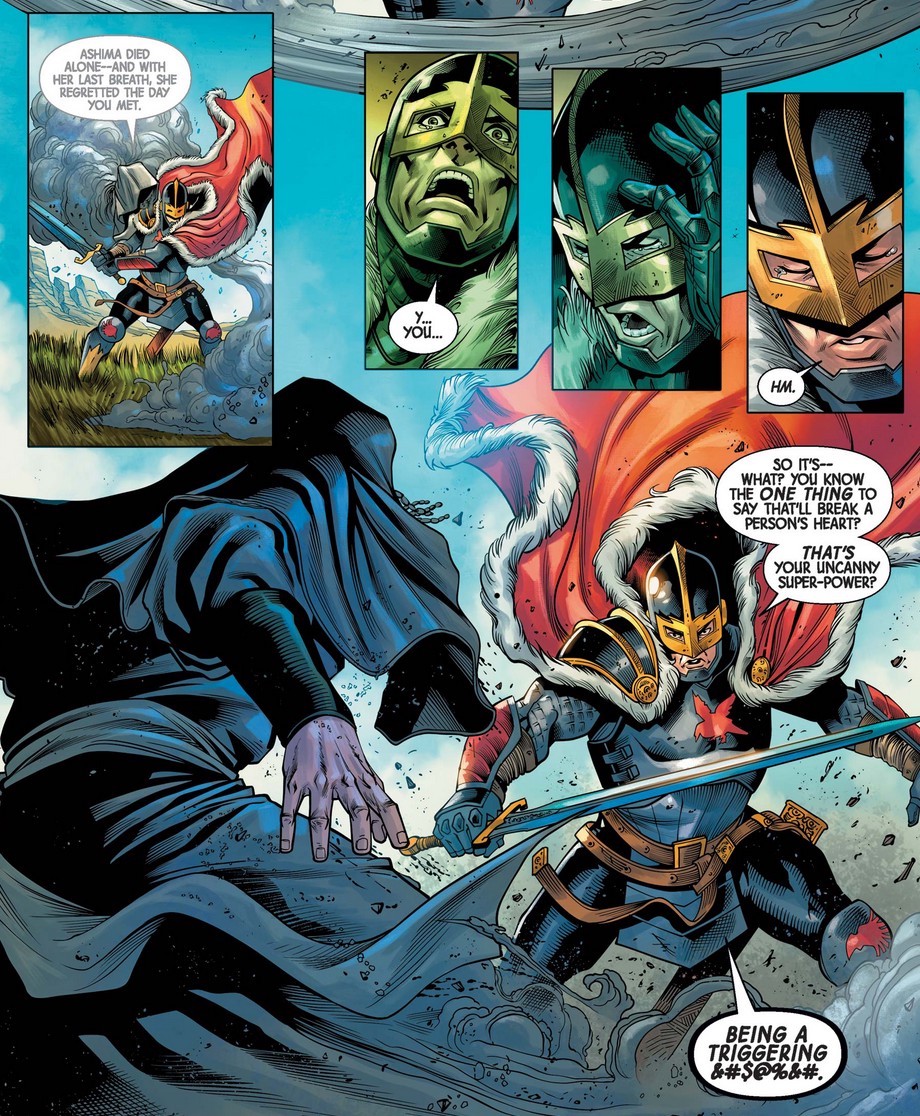 ASHIMA DIED
ALONE--AND WITH
HER LAST BREATH, SHE
REGRETTED THE DAY
YOU MET.
Y...
YOU...
HM.
SO IT'S--
WHAT? YOU KNOW
THE ONE THING TO
SAY THAT'LL BREAK A
PERSON'S HEART?
THAT'S
YOUR UNCANNY
SUPER-POWER?
BEING A
TRIGGERING
&#$@%&#.